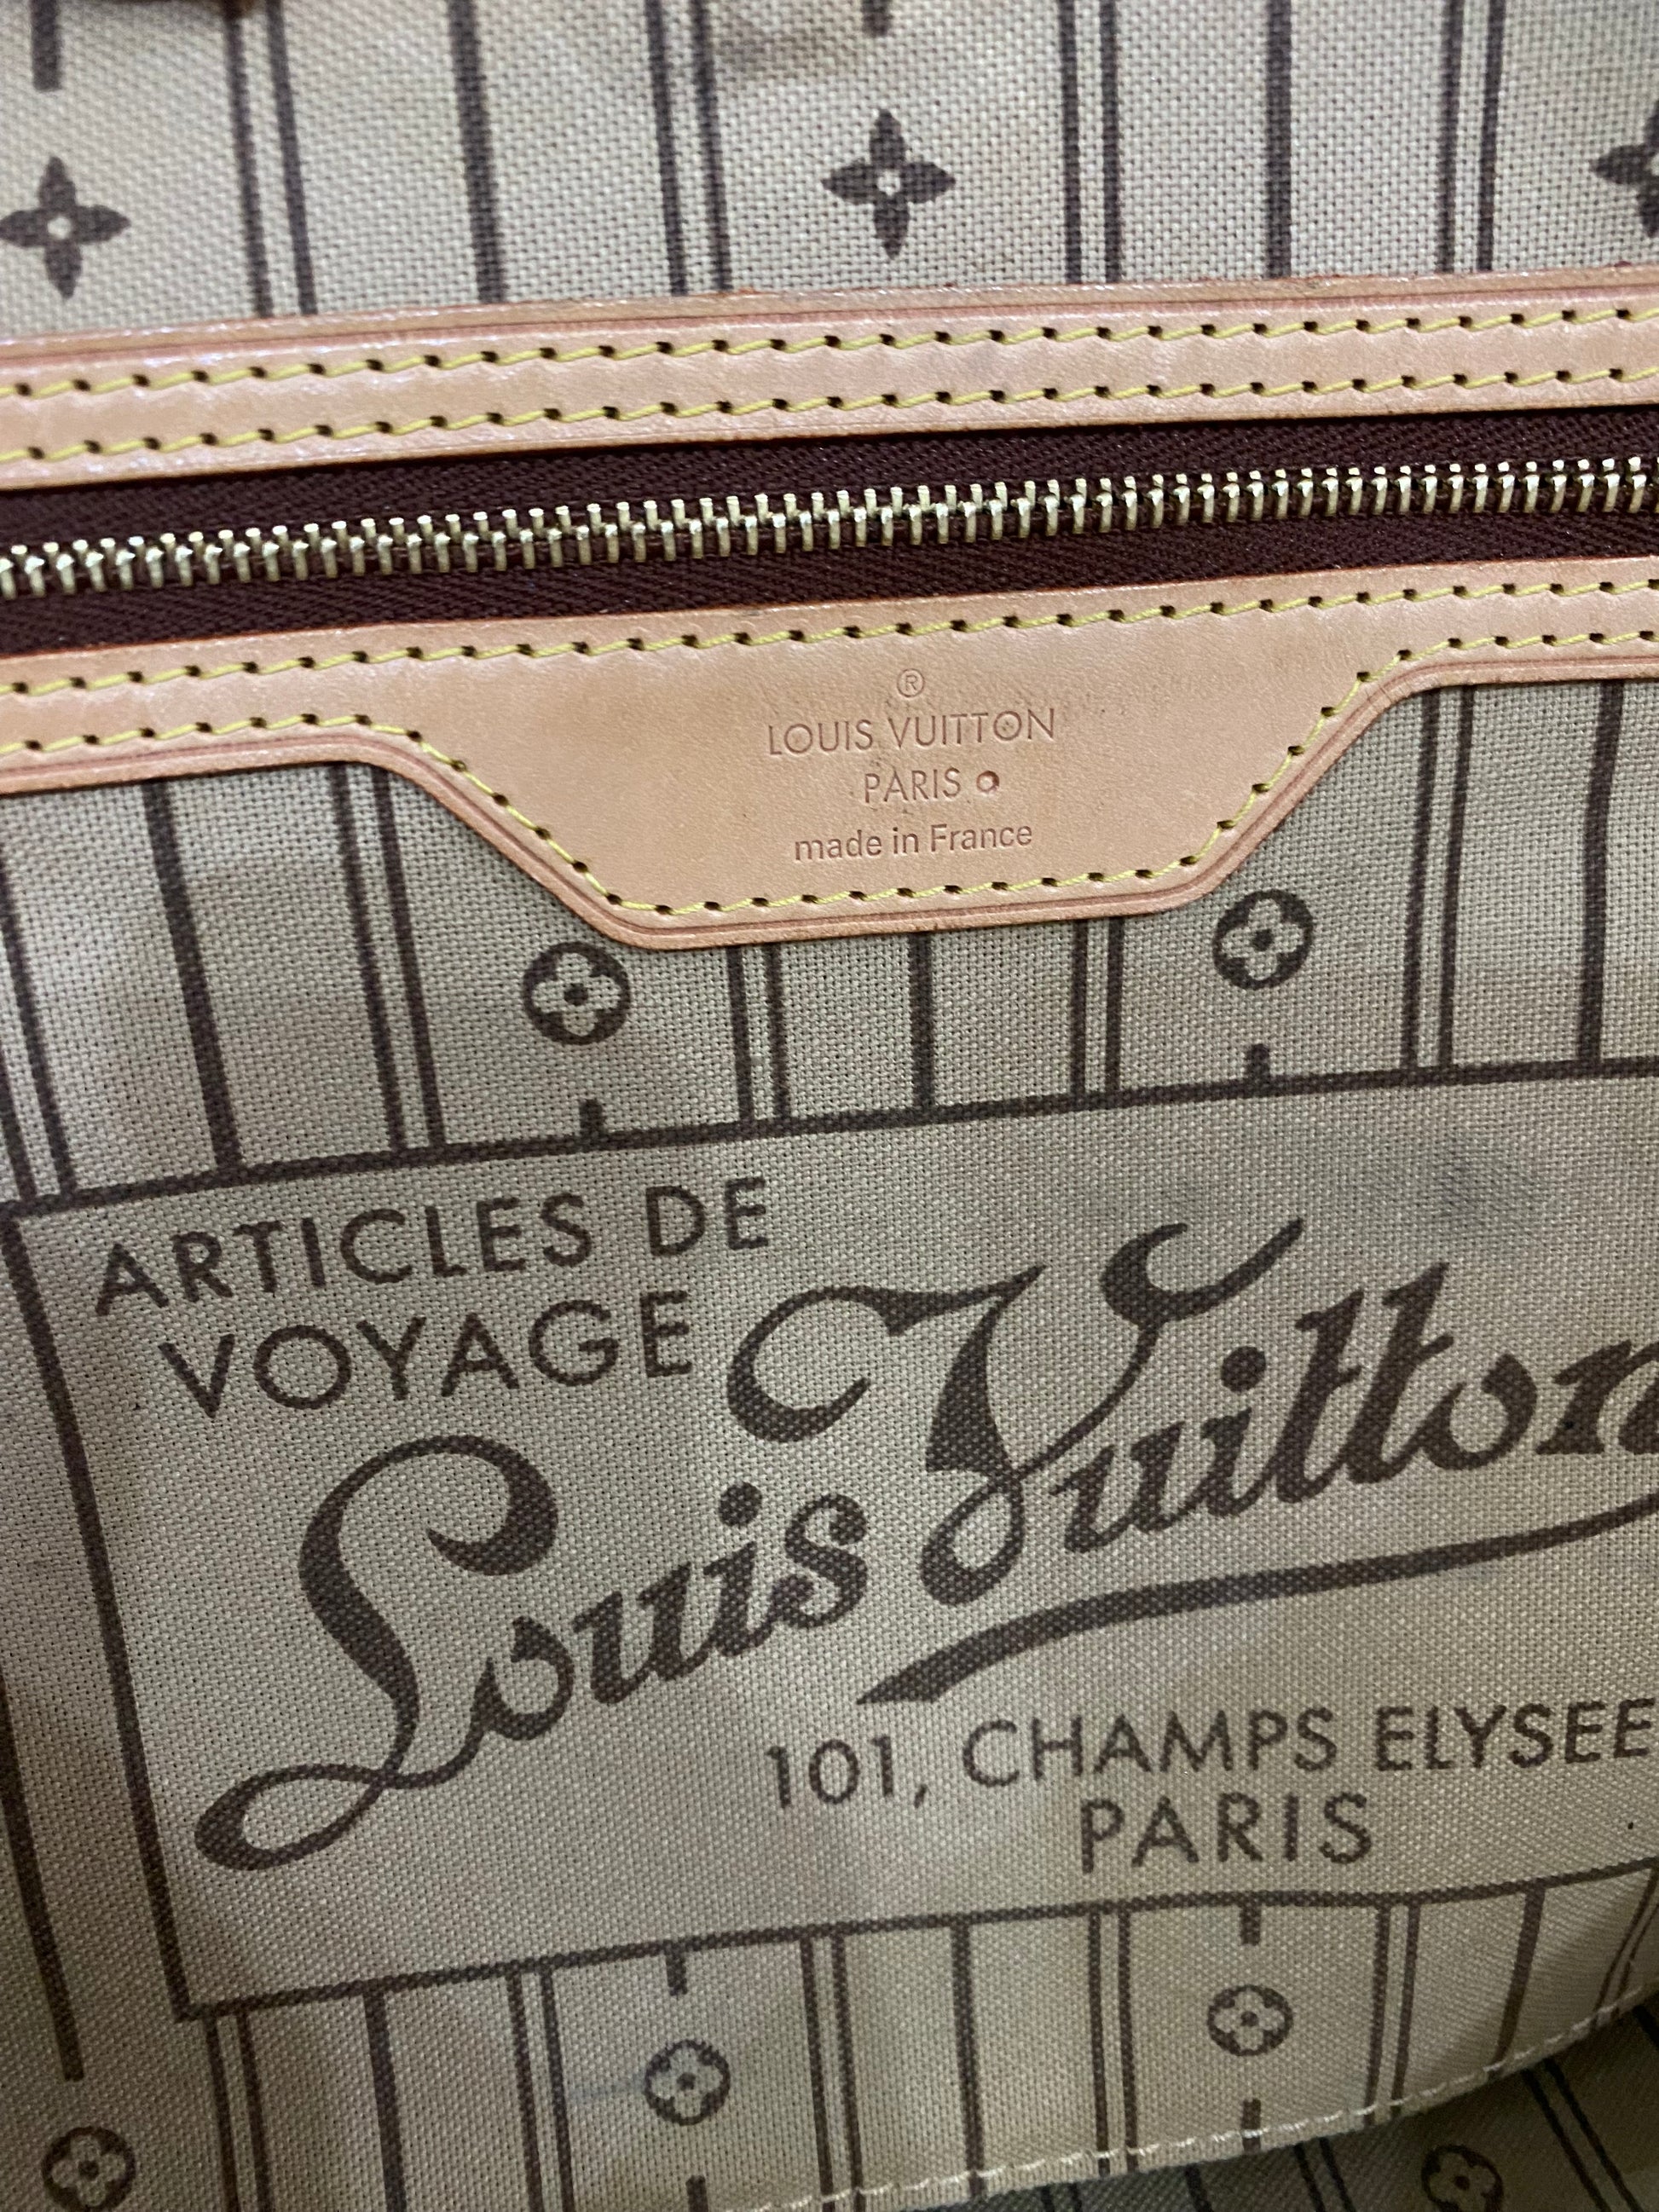 ®
LOUIS VUITTON
PARIS
made in France
ARTICLES DE
VOYAGE
Louis Vuitton
101, CHAMPS ELYSEE
PARIS